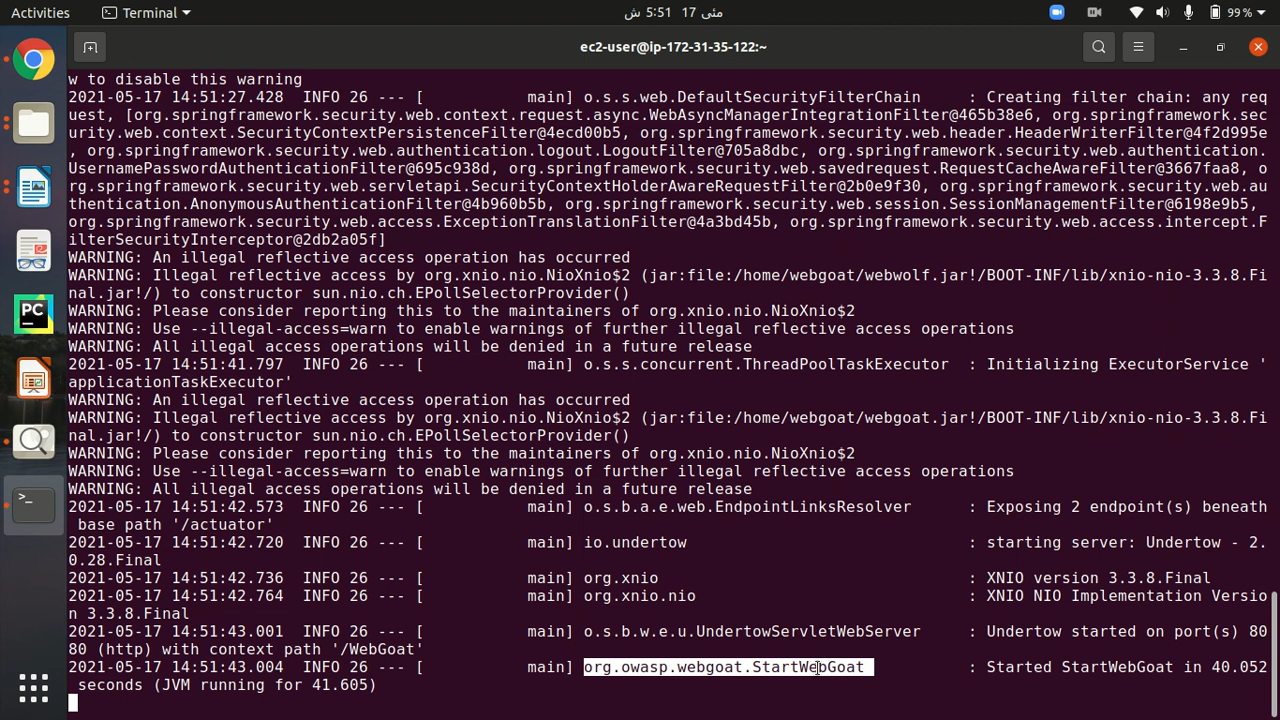 Activities Terminal مئی 17 5:51 ش 99 %
ec2-user@ip-172-31-35-122:~
w to disable this warning
2021-05-17 14:51:27.428  INFO 26 --- [           main] o.s.s.web.DefaultSecurityFilterChain     : Creating filter chain: any req
uest, [org.springframework.security.web.context.request.async.WebAsyncManagerIntegrationFilter@465b38e6, org.springframework.sec
urity.web.context.SecurityContextPersistenceFilter@4ecd00b5, org.springframework.security.web.header.HeaderWriterFilter@4f2d995e
, org.springframework.security.web.authentication.logout.LogoutFilter@705a8dbc, org.springframework.security.web.authentication.
UsernamePasswordAuthenticationFilter@695c938d, org.springframework.security.web.savedrequest.RequestCacheAwareFilter@3667faa8, o
rg.springframework.security.web.servletapi.SecurityContextHolderAwareRequestFilter@2b0e9f30, org.springframework.security.web.au
thentication.AnonymousAuthenticationFilter@4b960b5b, org.springframework.security.web.session.SessionManagementFilter@6198e9b5,
org.springframework.security.web.access.ExceptionTranslationFilter@4a3bd45b, org.springframework.security.web.access.intercept.F
ilterSecurityInterceptor@2db2a05f]
WARNING: An illegal reflective access operation has occurred
WARNING: Illegal reflective access by org.xnio.nio.NioXnio$2 (jar:file:/home/webgoat/webwolf.jar!/BOOT-INF/lib/xnio-nio-3.3.8.Fi
nal.jar!/) to constructor sun.nio.ch.EPollSelectorProvider()
WARNING: Please consider reporting this to the maintainers of org.xnio.nio.NioXnio$2
WARNING: Use --illegal-access=warn to enable warnings of further illegal reflective access operations
WARNING: All illegal access operations will be denied in a future release
2021-05-17 14:51:41.797  INFO 26 --- [           main] o.s.s.concurrent.ThreadPoolTaskExecutor  : Initializing ExecutorService '
applicationTaskExecutor'
WARNING: An illegal reflective access operation has occurred
WARNING: Illegal reflective access by org.xnio.nio.NioXnio$2 (jar:file:/home/webgoat/webgoat.jar!/BOOT-INF/lib/xnio-nio-3.3.8.Fi
nal.jar!/) to constructor sun.nio.ch.EPollSelectorProvider()
WARNING: Please consider reporting this to the maintainers of org.xnio.nio.NioXnio$2
WARNING: Use --illegal-access=warn to enable warnings of further illegal reflective access operations
WARNING: All illegal access operations will be denied in a future release
2021-05-17 14:51:42.573  INFO 26 --- [           main] o.s.b.a.e.web.EndpointLinksResolver      : Exposing 2 endpoint(s) beneath
 base path '/actuator'
2021-05-17 14:51:42.720  INFO 26 --- [           main] io.undertow                              : starting server: Undertow - 2.
0.28.Final
2021-05-17 14:51:42.736  INFO 26 --- [           main] org.xnio                                 : XNIO version 3.3.8.Final
2021-05-17 14:51:42.764  INFO 26 --- [           main] org.xnio.nio                             : XNIO NIO Implementation Versio
n 3.3.8.Final
2021-05-17 14:51:43.001  INFO 26 --- [           main] o.s.b.w.e.u.UndertowServletWebServer     : Undertow started on port(s) 80
80 (http) with context path '/WebGoat'
2021-05-17 14:51:43.004  INFO 26 --- [           main] org.owasp.webgoat.StartWebGoat           : Started StartWebGoat in 40.052
 seconds (JVM running for 41.605)
PC
>_